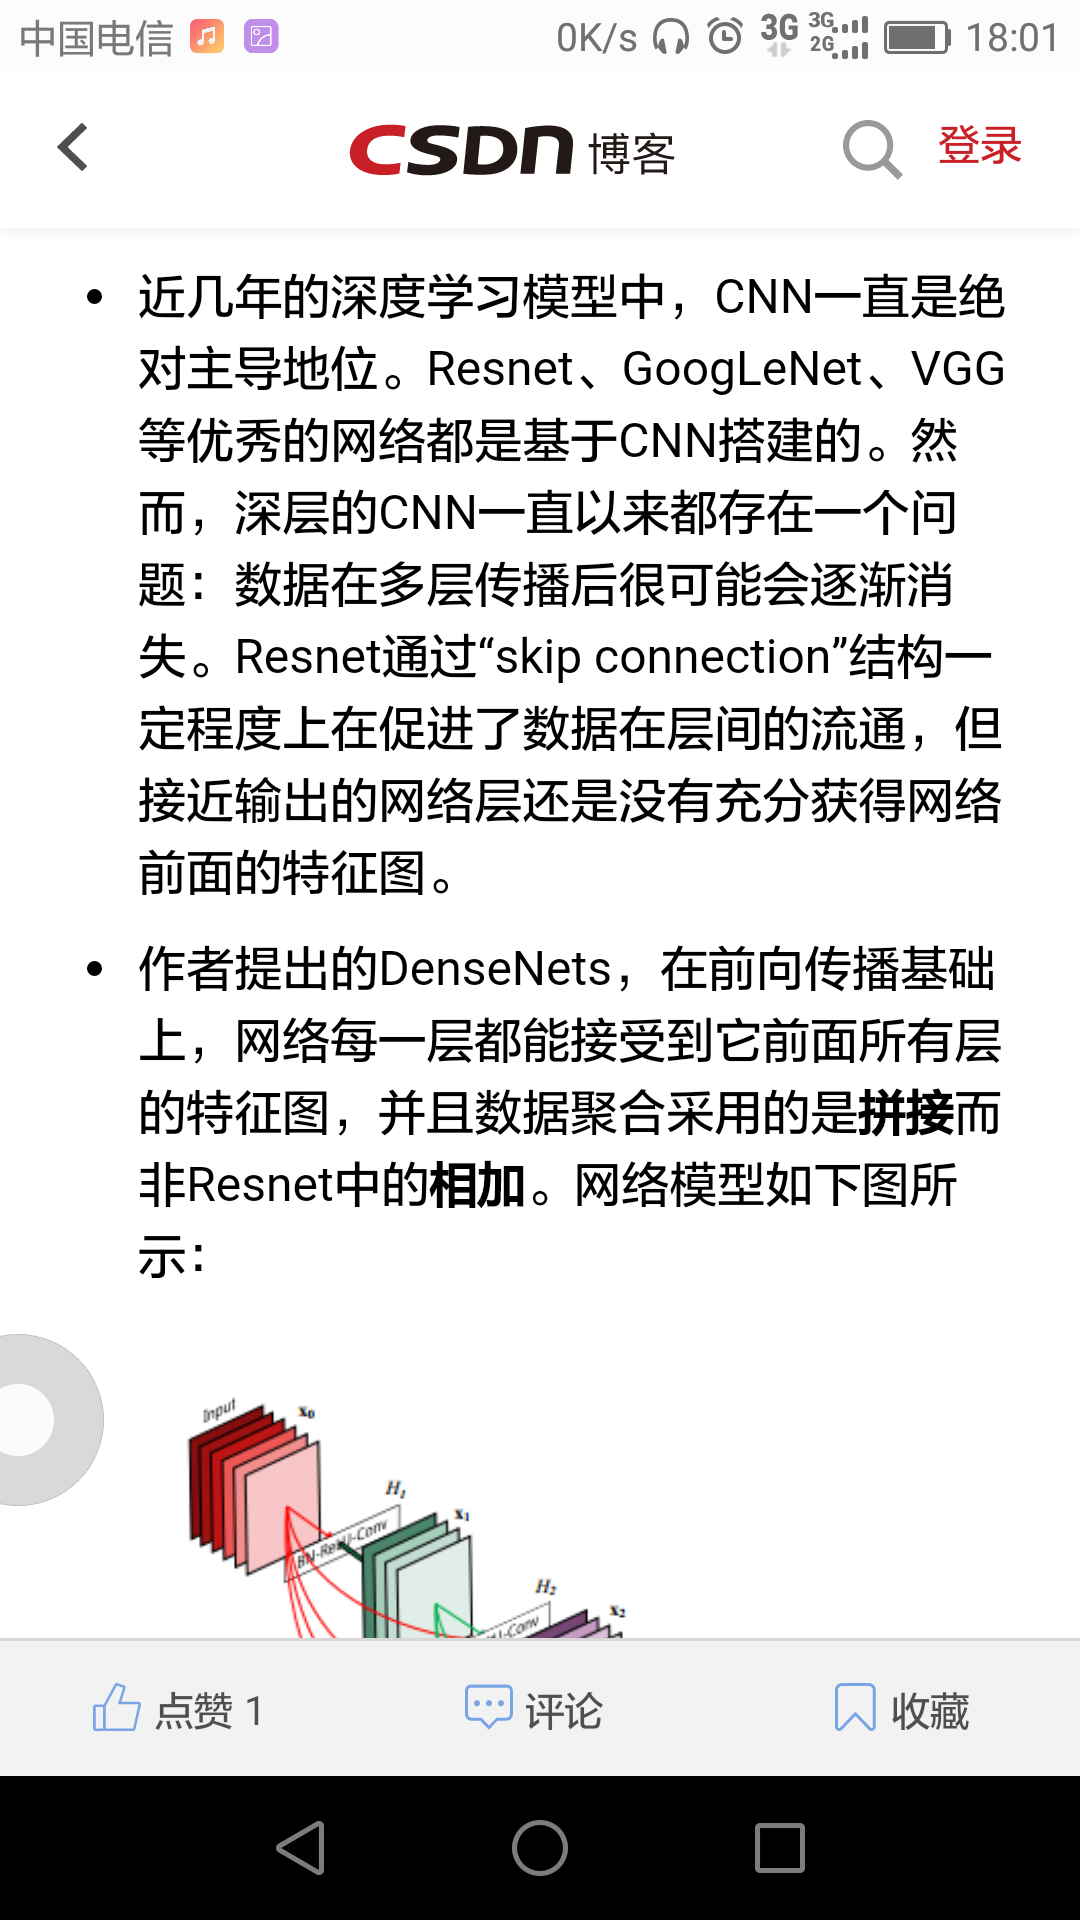 中国电信 0K/s 3G 3G 2G 18:01
CSDN 博客 登录
• 近几年的深度学习模型中，CNN一直是绝
对主导地位。Resnet、GoogLeNet、VGG
等优秀的网络都是基于CNN搭建的。然
而，深层的CNN一直以来都存在一个问
题：数据在多层传播后很可能会逐渐消
失。Resnet通过“skip connection”结构一
定程度上在促进了数据在层间的流通，但
接近输出的网络层还是没有充分获得网络
前面的特征图。
• 作者提出的DenseNets，在前向传播基础
上，网络每一层都能接受到它前面所有层
的特征图，并且数据聚合采用的是拼接而
非Resnet中的相加。网络模型如下图所
示：
Input x0
H1
x1
BN-ReLU-Conv
H2
x2
U-Conv
点赞 1 评论 收藏